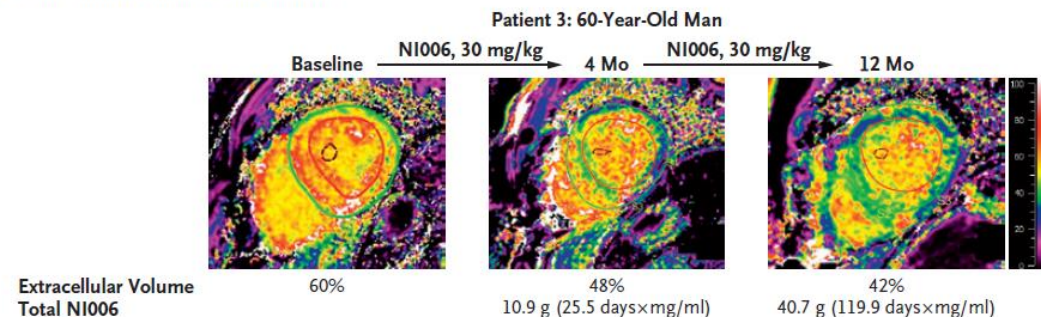 Patient 3: 60-Year-Old Man
Baseline NI006, 30 mg/kg 4 Mo NI006, 30 mg/kg 12 Mo
100
80
60
40
20
0
Extracellular Volume 60% 48% 42%
Total NI006 10.9 g (25.5 days×mg/ml) 40.7 g (119.9 days×mg/ml)